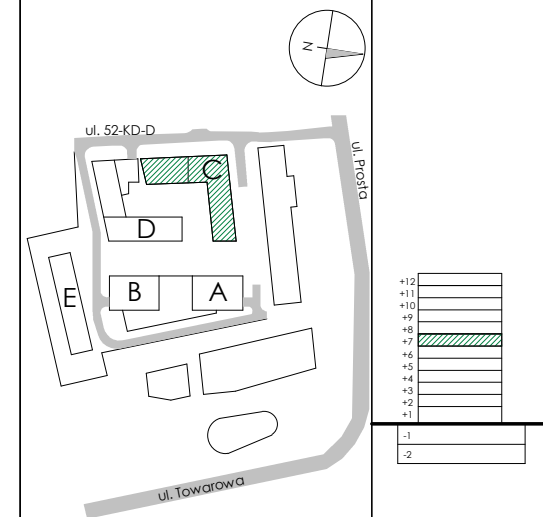 N
ul. 52-KD-D
ul. Prosta
C
D
E
B
A
ul. Towarowa
+12
+11
+10
+9
+8
+7
+6
+5
+4
+3
+2
+1
-1
-2